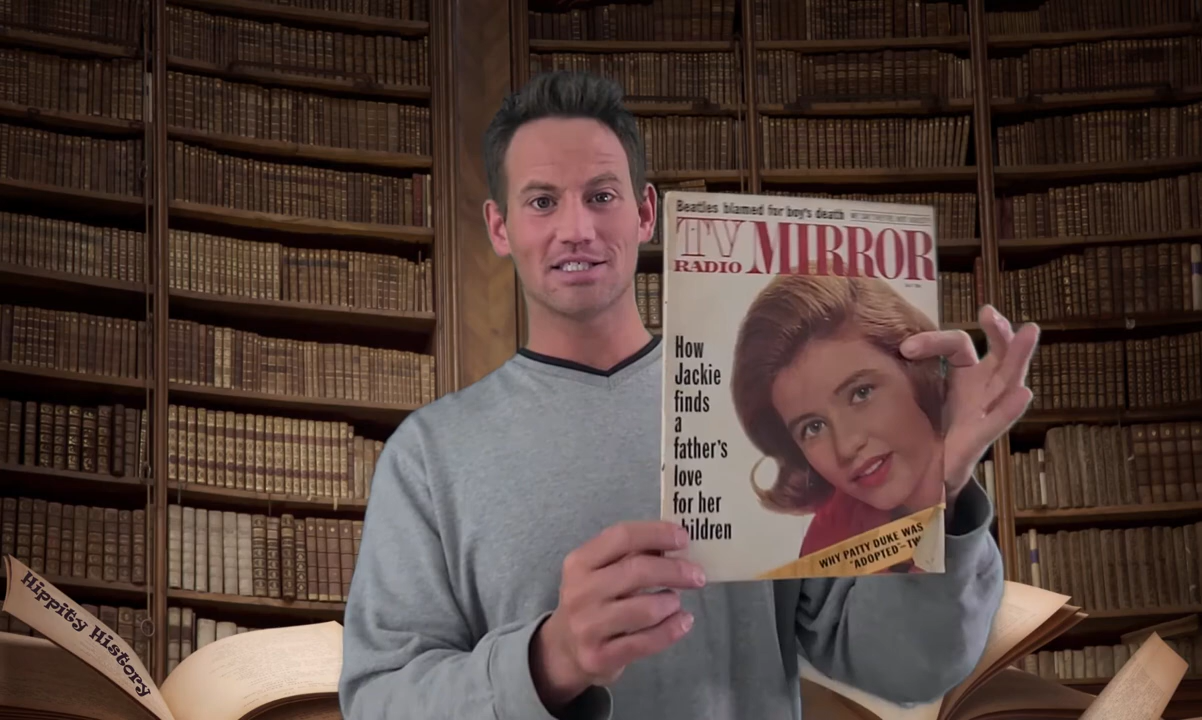 Beatles blamed for boy's death
TV
RADIO
MIRROR
How
Jackie
finds
a
father's
love
for her
children
WHY PATTY DUKE WAS
"ADOPTED"—TW
Hippity History